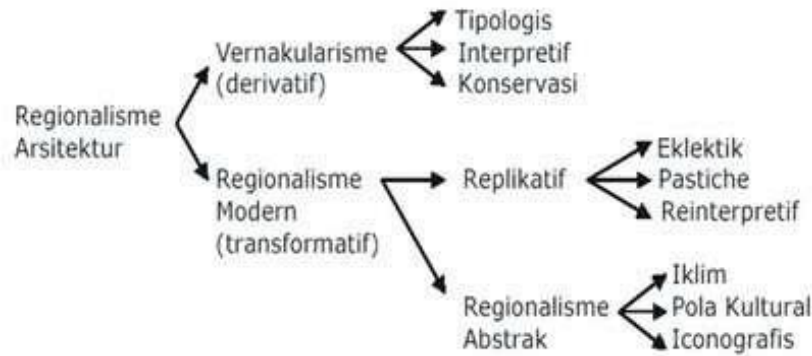 Regionalisme
Arsitektur
Vernakularisme
(derivatif)
Tipologis
Interpretif
Konservasi
Regionalisme
Modern
(transformatif)
Replikatif
Eklektik
Pastiche
Reinterpretif
Regionalisme
Abstrak
Iklim
Pola Kultural
Iconografis